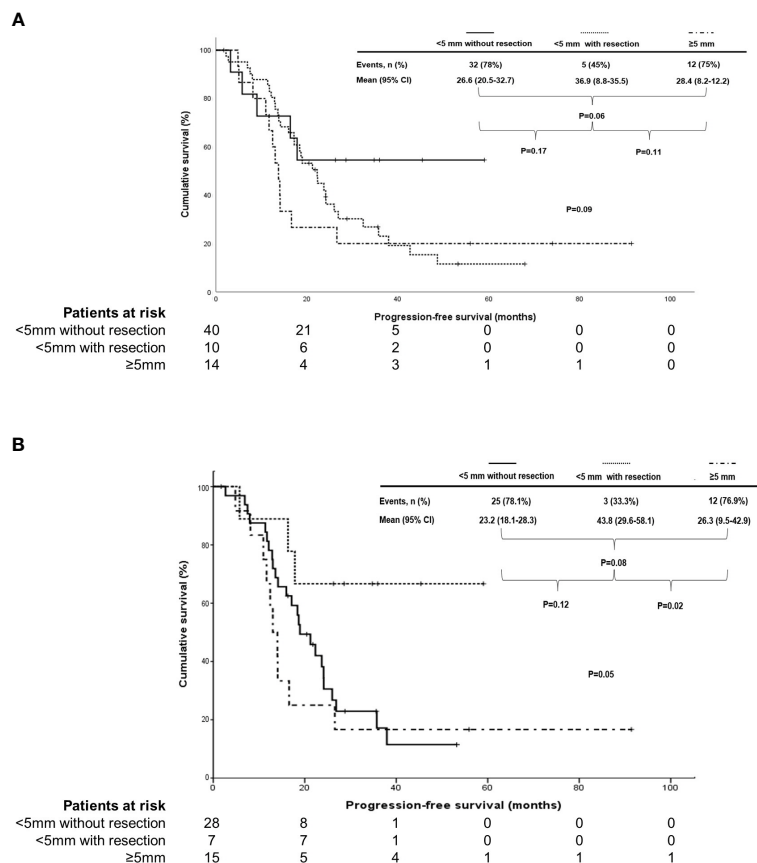 A
<5 mm without resection <5 mm with resection ≥5 mm
Events, n (%) 32 (78%) 5 (45%) 12 (75%)
Mean (95% CI) 26.6 (20.5-32.7) 36.9 (8.8-35.5) 28.4 (8.2-12.2)
P=0.06
P=0.17 P=0.11
P=0.09
Cumulative survival (%)
100
80
60
40
20
0
0 20 40 60 80 100
Progression-free survival (months)
Patients at risk
<5mm without resection 40 21 5 0 0 0
<5mm with resection 10 6 2 0 0 0
≥5mm 14 4 3 1 1 0
B
<5 mm without resection <5 mm with resection ≥5 mm
Events, n (%) 25 (78.1%) 3 (33.3%) 12 (76.9%)
Mean (95% CI) 23.2 (18.1-28.3) 43.8 (29.6-58.1) 26.3 (9.5-42.9)
P=0.08
P=0.12 P=0.02
P=0.05
Cumulative survival (%)
100
80
60
40
20
0
0 20 40 60 80 100
Progression-free survival (months)
Patients at risk
<5mm without resection 28 8 1 0 0 0
<5mm with resection 7 7 1 0 0 0
≥5mm 15 5 4 1 1 1